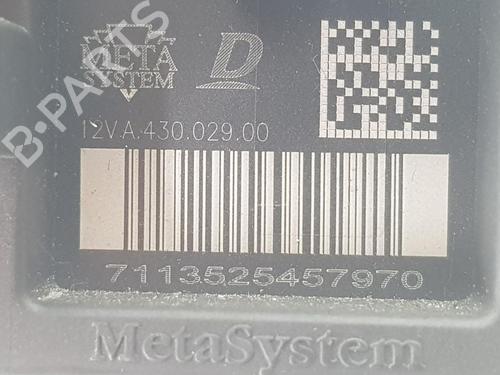 META
SYSTEM
D
12V.A.430.029.00
7113525457970
MetaSystem
B-PARTS